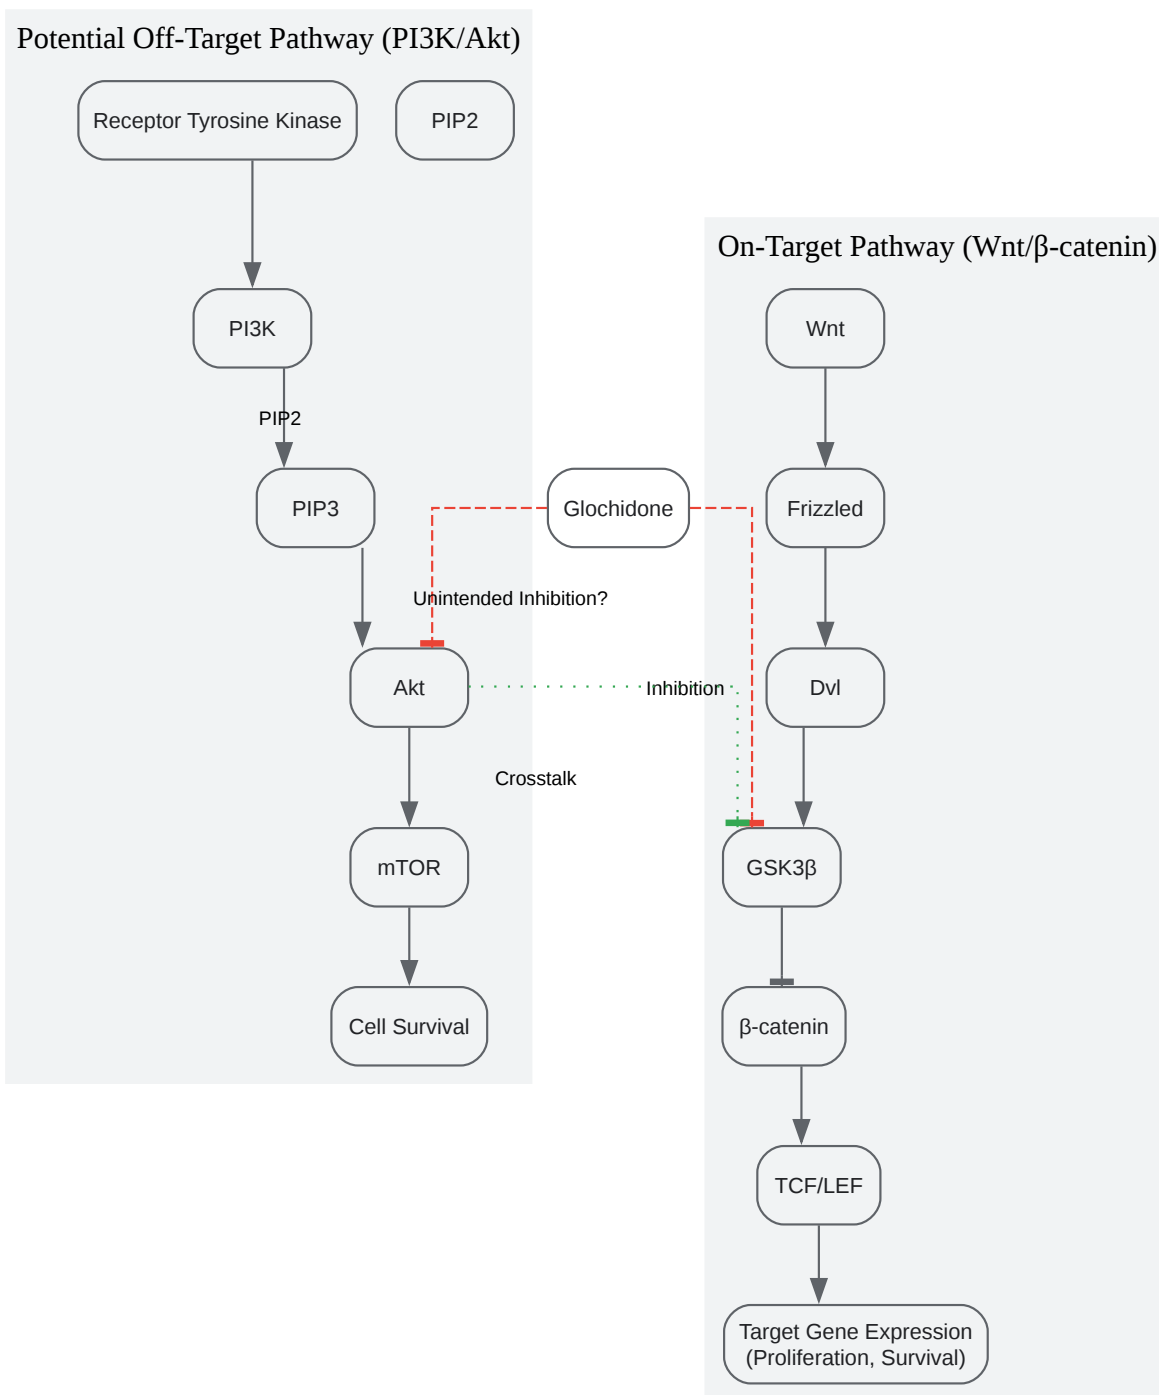 Potential Off-Target Pathway (PI3K/Akt)
Receptor Tyrosine Kinase
PIP2
PI3K
PIP2
PIP3
Akt
mTOR
Cell Survival
Glochidone
Unintended Inhibition?
Inhibition
Crosstalk
On-Target Pathway (Wnt/β-catenin)
Wnt
Frizzled
Dvl
GSK3β
β-catenin
TCF/LEF
Target Gene Expression
(Proliferation, Survival)